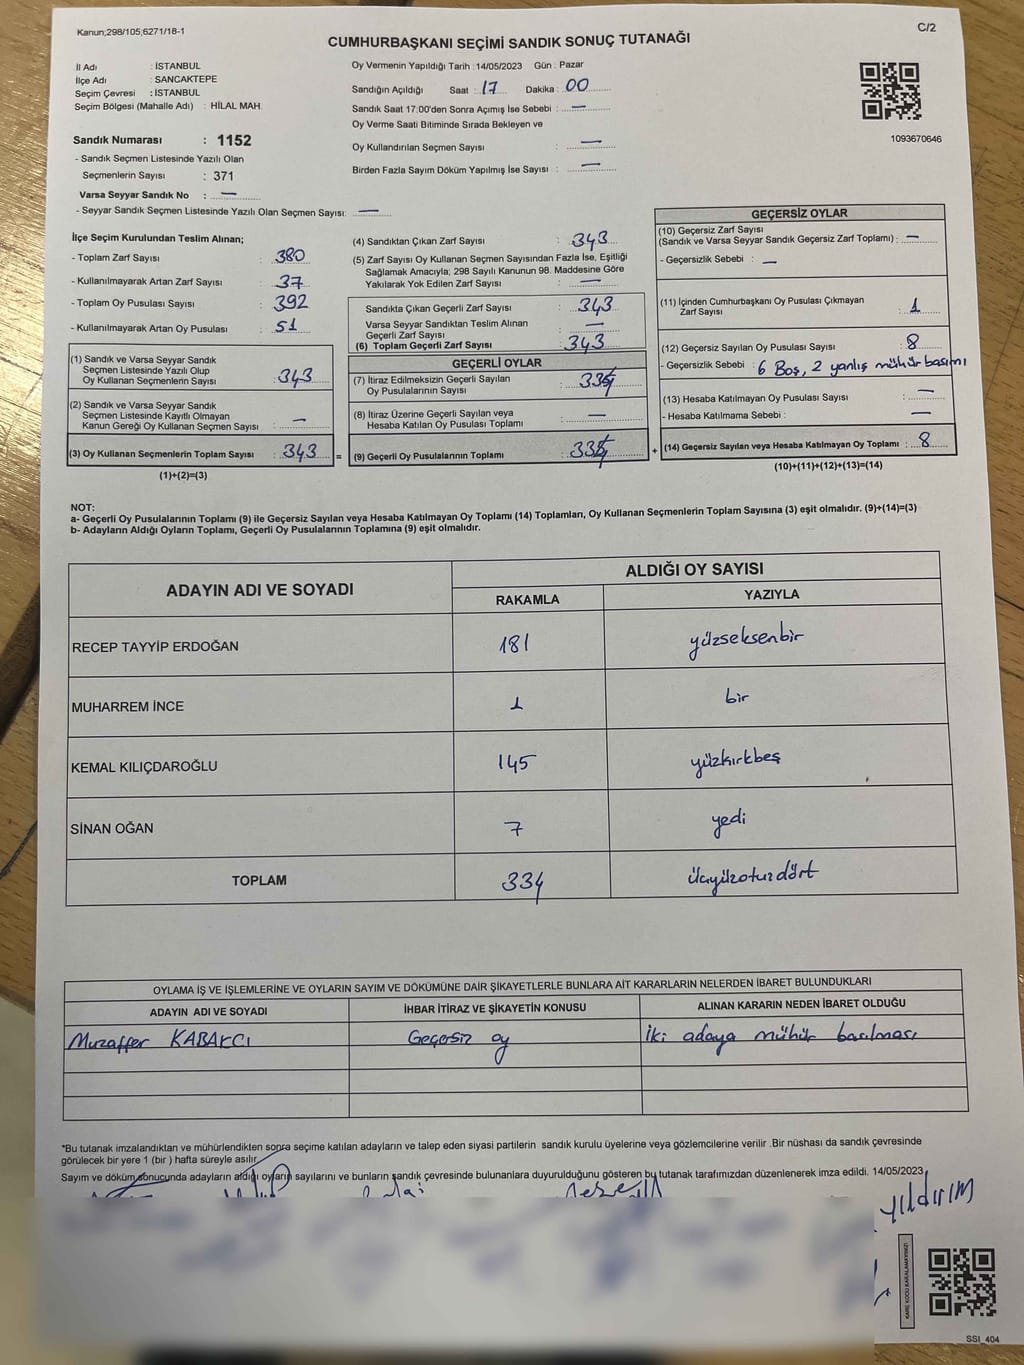 Kanun;298/105;6271/18-1
C/2
CUMHURBAŞKANI SEÇİMİ SANDIK SONUÇ TUTANAĞI
İl Adı : İSTANBUL
İlçe Adı : SANCAKTEPE
Seçim Çevresi : İSTANBUL
Seçim Bölgesi (Mahalle Adı) : HİLAL MAH.
Sandık Numarası : 1152
- Sandık Seçmen Listesinde Yazılı Olan
Seçmenlerin Sayısı : 371
Varsa Seyyar Sandık No : —
- Seyyar Sandık Seçmen Listesinde Yazılı Olan Seçmen Sayısı: —
Oy Vermenin Yapıldığı Tarih : 14/05/2023 Gün : Pazar
Sandığın Açıldığı Saat : 17 Dakika : 00
Sandık Saat 17:00'den Sonra Açımış İse Sebebi : —
Oy Verme Saati Bitiminde Sırada Bekleyen ve
Oy Kullandırılan Seçmen Sayısı : —
Birden Fazla Sayım Döküm Yapılmış İse Sayısı : —
1093670646
İlçe Seçim Kurulundan Teslim Alınan;
- Toplam Zarf Sayısı : 380
- Kullanılmayarak Artan Zarf Sayısı : 37
- Toplam Oy Pusulası Sayısı : 392
- Kullanılmayarak Artan Oy Pusulası : 51
(1) Sandık ve Varsa Seyyar Sandık
Seçmen Listesinde Yazılı Olup
Oy Kullanan Seçmenlerin Sayısı : 343
(2) Sandık ve Varsa Seyyar Sandık
Seçmen Listesinde Kayıtlı Olmayan
Kanun Gereği Oy Kullanan Seçmen Sayısı : —
(3) Oy Kullanan Seçmenlerin Toplam Sayısı : 343 =
(1)+(2)=(3)
(4) Sandıktan Çıkan Zarf Sayısı : 343
(5) Zarf Sayısı Oy Kullanan Seçmen Sayısından Fazla İse, Eşitliği
Sağlamak Amacıyla; 298 Sayılı Kanunun 98. Maddesine Göre
Yakılarak Yok Edilen Zarf Sayısı : —
Sandıkta Çıkan Geçerli Zarf Sayısı : 343
Varsa Seyyar Sandıktan Teslim Alınan
Geçerli Zarf Sayısı : —
(6) Toplam Geçerli Zarf Sayısı : 343
GEÇERLİ OYLAR
(7) İtiraz Edilmeksizin Geçerli Sayılan
Oy Pusulalarının Sayısı : 334
(8) İtiraz Üzerine Geçerli Sayılan veya
Hesaba Katılan Oy Pusulası Toplamı : —
(9) Geçerli Oy Pusulalarının Toplamı : 334 +
GEÇERSİZ OYLAR
(10) Geçersiz Zarf Sayısı
(Sandık ve Varsa Seyyar Sandık Geçersiz Zarf Toplamı) : —
- Geçersizlik Sebebi : —
(11) İçinden Cumhurbaşkanı Oy Pusulası Çıkmayan
Zarf Sayısı : 1
(12) Geçersiz Sayılan Oy Pusulası Sayısı : 8
- Geçersizlik Sebebi : 6 Boş, 2 yanlış mühür basımı
(13) Hesaba Katılmayan Oy Pusulası Sayısı : —
- Hesaba Katılmama Sebebi : —
(14) Geçersiz Sayılan veya Hesaba Katılmayan Oy Toplamı : 8
(10)+(11)+(12)+(13)=(14)
NOT:
a- Geçerli Oy Pusulalarının Toplamı (9) ile Geçersiz Sayılan veya Hesaba Katılmayan Oy Toplamı (14) Toplamları, Oy Kullanan Seçmenlerin Toplam Sayısına (3) eşit olmalıdır. (9)+(14)=(3)
b- Adayların Aldığı Oyların Toplamı, Geçerli Oy Pusulalarının Toplamına (9) eşit olmalıdır.
ADAYIN ADI VE SOYADI
ALDIĞI OY SAYISI
RAKAMLA YAZIYLA
RECEP TAYYİP ERDOĞAN 181 yüzseksenbir
MUHARREM İNCE 1 bir
KEMAL KILIÇDAROĞLU 145 yüzkırkbeş
SİNAN OĞAN 7 yedi
TOPLAM 334 üçyüzotuzdört
OYLAMA İŞ VE İŞLEMLERİNE VE OYLARIN SAYIM VE DÖKÜMÜNE DAİR ŞİKAYETLERLE BUNLARA AİT KARARLARIN NELERDEN İBARET BULUNDUKLARI
ADAYIN ADI VE SOYADI İHBAR İTİRAZ VE ŞİKAYETİN KONUSU ALINAN KARARIN NEDEN İBARET OLDUĞU
Muzaffer KABAKCI Geçersiz oy İki adaya mühür basılması
*Bu tutanak imzalandıktan ve mühürlendikten sonra seçime katılan adayların ve talep eden siyasi partilerin sandık kurulu üyelerine veya gözlemcilerine verilir .Bir nüshası da sandık çevresinde
görülecek bir yere 1 (bir ) hafta süreyle asılır.
Sayım ve döküm sonucunda adayların aldığı oyların sayılarını ve bunların sandık çevresinde bulunanlara duyurulduğunu gösteren bu tutanak tarafımızdan düzenlenerek imza edildi. 14/05/2023
YILDIRIM
KARE KODU KARALAMAYINIZ!
SSI_404